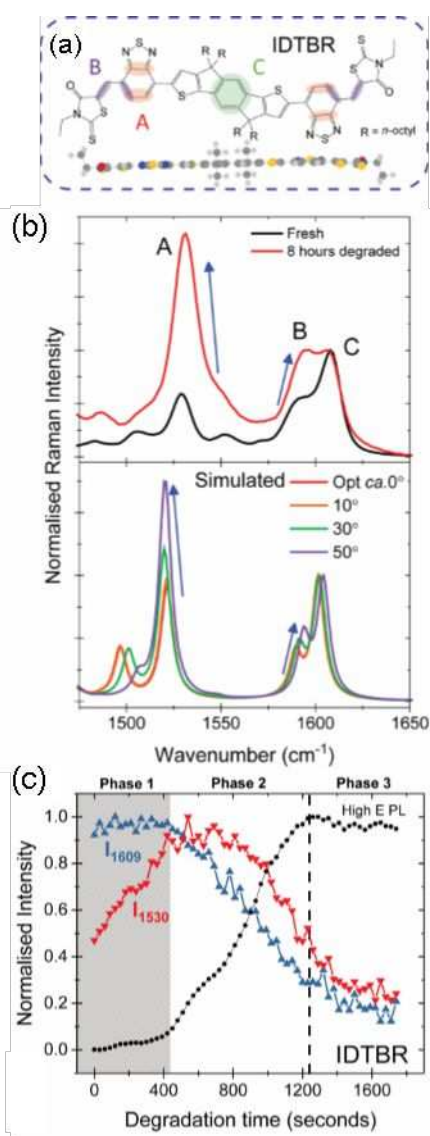 (a)
IDTBR
B
A
C
R
R
R
R
N
S
N
N
S
N
O
N
S
S
S
S
S
S
N
O
R = n-octyl
(b)
A
B
C
Fresh
8 hours degraded
Normalised Raman Intensity
Simulated
Opt ca.0°
10°
30°
50°
1500
1550
1600
1650
Wavenumber (cm-1)
(c)
Phase 1
Phase 2
Phase 3
High E PL
I1609
I1530
Normalised Intensity
1.0
0.8
0.6
0.4
0.2
0.0
0
400
800
1200
1600
IDTBR
Degradation time (seconds)